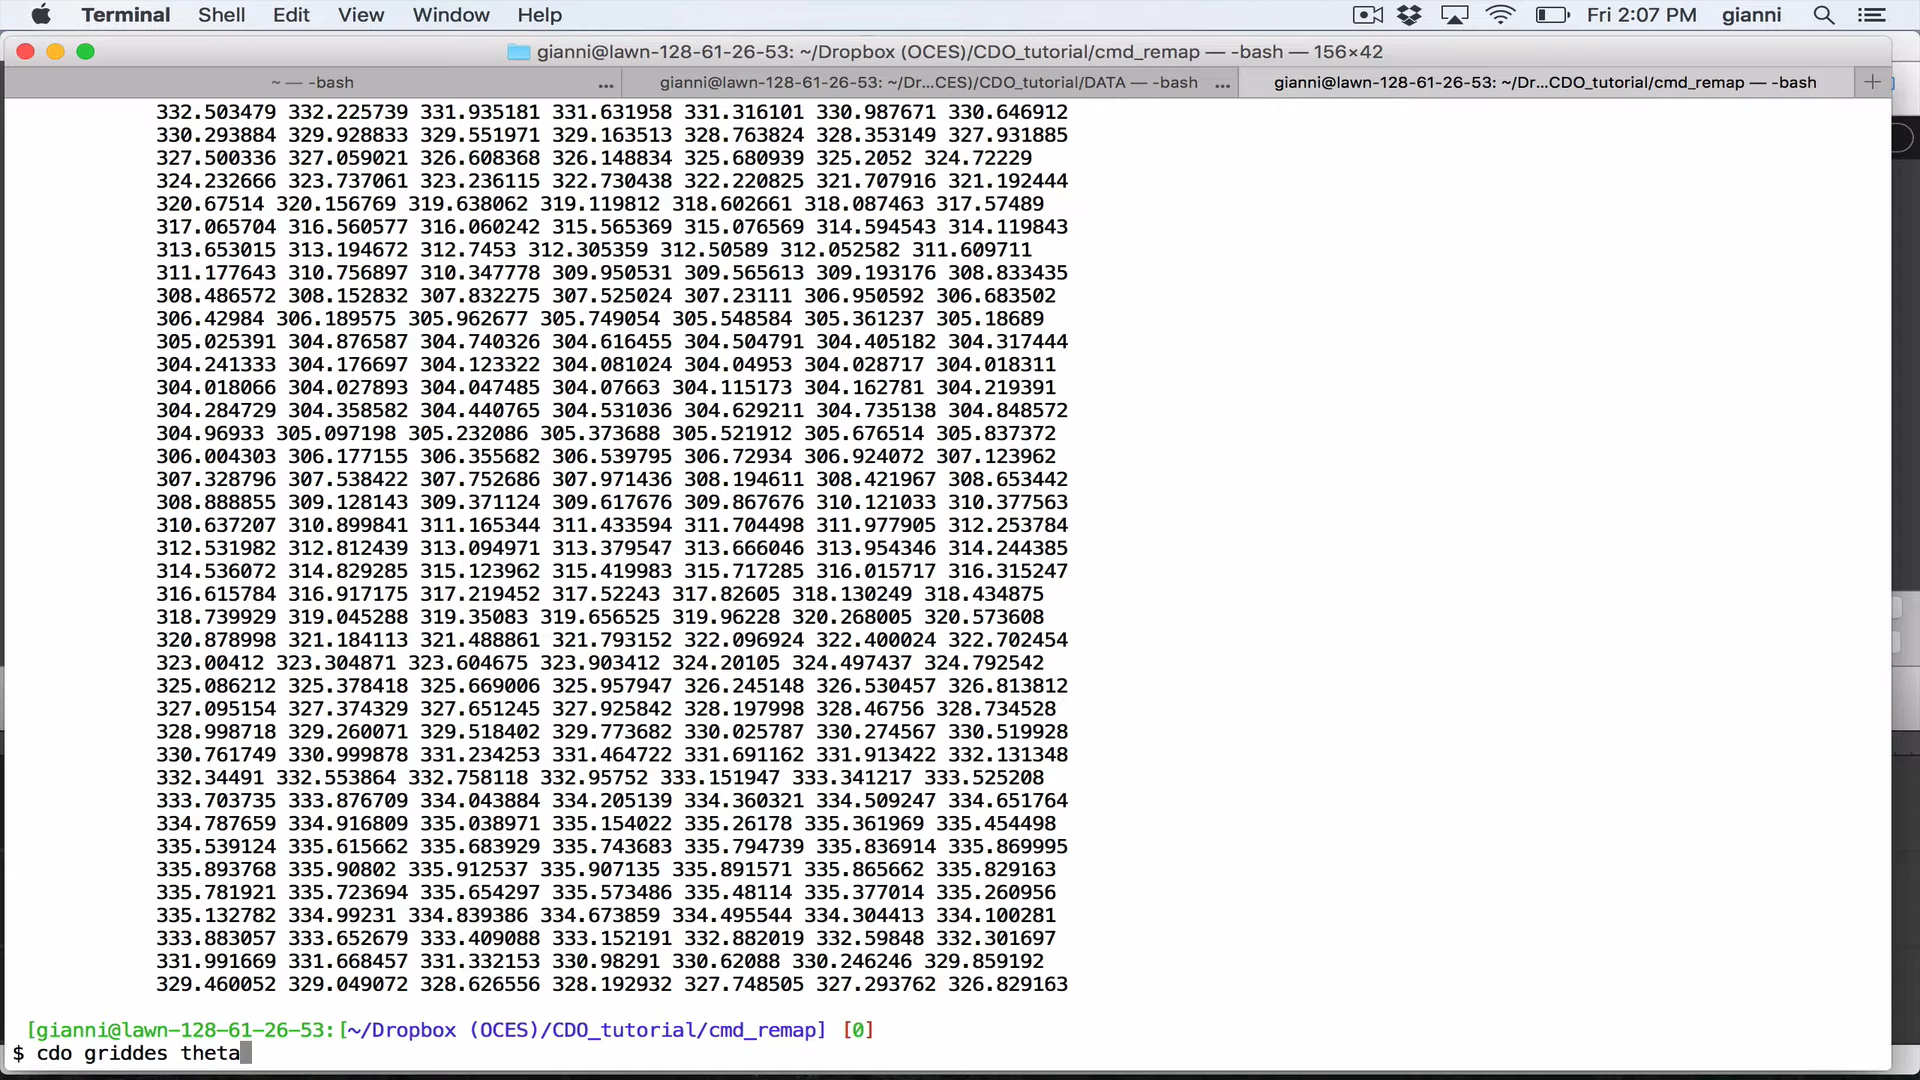 Terminal Shell Edit View Window Help Fri 2:07 PM gianni
gianni@lawn-128-61-26-53: ~/Dropbox (OCES)/CDO_tutorial/cmd_remap — -bash — 156×42
~ — -bash ... gianni@lawn-128-61-26-53: ~/Dr...CES)/CDO_tutorial/DATA — -bash ... gianni@lawn-128-61-26-53: ~/Dr...CDO_tutorial/cmd_remap — -bash
332.503479 332.225739 331.935181 331.631958 331.316101 330.987671 330.646912
330.293884 329.928833 329.551971 329.163513 328.763824 328.353149 327.931885
327.500336 327.059021 326.608368 326.148834 325.680939 325.2052 324.72229
324.232666 323.737061 323.236115 322.730438 322.220825 321.707916 321.192444
320.67514 320.156769 319.638062 319.119812 318.602661 318.087463 317.57489
317.065704 316.560577 316.060242 315.565369 315.076569 314.594543 314.119843
313.653015 313.194672 312.7453 312.305359 312.50589 312.052582 311.609711
311.177643 310.756897 310.347778 309.950531 309.565613 309.193176 308.833435
308.486572 308.152832 307.832275 307.525024 307.23111 306.950592 306.683502
306.42984 306.189575 305.962677 305.749054 305.548584 305.361237 305.18689
305.025391 304.876587 304.740326 304.616455 304.504791 304.405182 304.317444
304.241333 304.176697 304.123322 304.081024 304.04953 304.028717 304.018311
304.018066 304.027893 304.047485 304.07663 304.115173 304.162781 304.219391
304.284729 304.358582 304.440765 304.531036 304.629211 304.735138 304.848572
304.96933 305.097198 305.232086 305.373688 305.521912 305.676514 305.837372
306.004303 306.177155 306.355682 306.539795 306.72934 306.924072 307.123962
307.328796 307.538422 307.752686 307.971436 308.194611 308.421967 308.653442
308.888855 309.128143 309.371124 309.617676 309.867676 310.121033 310.377563
310.637207 310.899841 311.165344 311.433594 311.704498 311.977905 312.253784
312.531982 312.812439 313.094971 313.379547 313.666046 313.954346 314.244385
314.536072 314.829285 315.123962 315.419983 315.717285 316.015717 316.315247
316.615784 316.917175 317.219452 317.52243 317.82605 318.130249 318.434875
318.739929 319.045288 319.35083 319.656525 319.96228 320.268005 320.573608
320.878998 321.184113 321.488861 321.793152 322.096924 322.400024 322.702454
323.00412 323.304871 323.604675 323.903412 324.20105 324.497437 324.792542
325.086212 325.378418 325.669006 325.957947 326.245148 326.530457 326.813812
327.095154 327.374329 327.651245 327.925842 328.197998 328.46756 328.734528
328.998718 329.260071 329.518402 329.773682 330.025787 330.274567 330.519928
330.761749 330.999878 331.234253 331.464722 331.691162 331.913422 332.131348
332.34491 332.553864 332.758118 332.95752 333.151947 333.341217 333.525208
333.703735 333.876709 334.043884 334.205139 334.360321 334.509247 334.651764
334.787659 334.916809 335.038971 335.154022 335.26178 335.361969 335.454498
335.539124 335.615662 335.683929 335.743683 335.794739 335.836914 335.869995
335.893768 335.90802 335.912537 335.907135 335.891571 335.865662 335.829163
335.781921 335.723694 335.654297 335.573486 335.48114 335.377014 335.260956
335.132782 334.99231 334.839386 334.673859 334.495544 334.304413 334.100281
333.883057 333.652679 333.409088 333.152191 332.882019 332.59848 332.301697
331.991669 331.668457 331.332153 330.98291 330.62088 330.246246 329.859192
329.460052 329.049072 328.626556 328.192932 327.748505 327.293762 326.829163
[gianni@lawn-128-61-26-53:[~/Dropbox (OCES)/CDO_tutorial/cmd_remap] [0]
$ cdo griddes theta